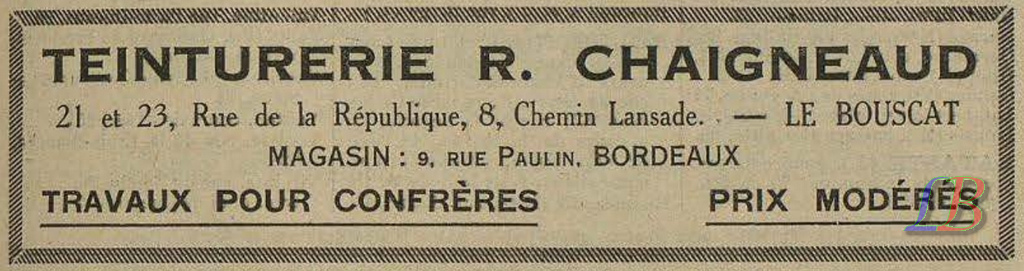 TEINTURERIE R. CHAIGNEAUD
21 et 23, Rue de la République, 8, Chemin Lansade. - — LE BOUSCAT
MAGASIN : 9, RUE PAULIN. BORDEAUX
TRAVAUX POUR CONFRÈRES PRIX MODÉRÉS
LB